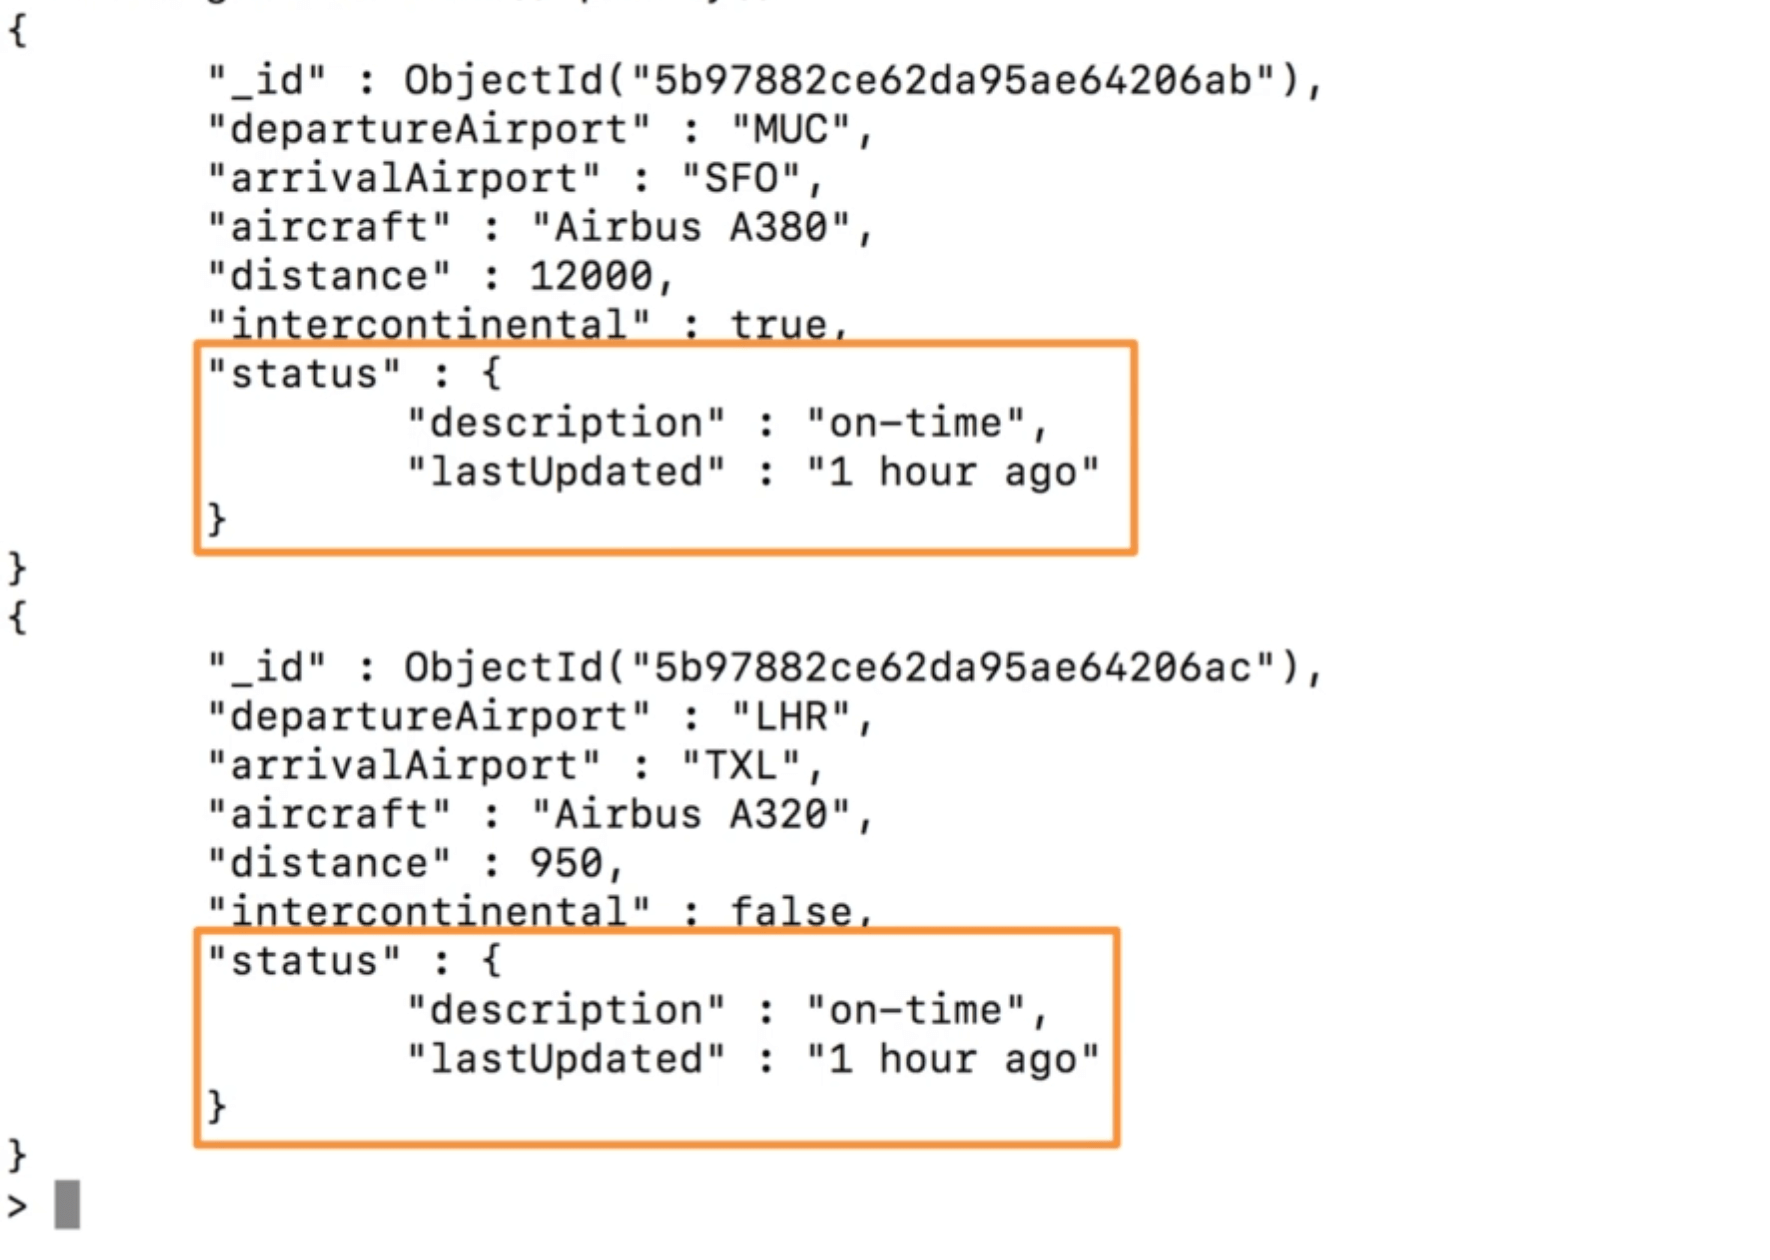 {
"_id" : ObjectId("5b97882ce62da95ae64206ab"),
"departureAirport" : "MUC",
"arrivalAirport" : "SFO",
"aircraft" : "Airbus A380",
"distance" : 12000,
"intercontinental" : true,
"status" : {
"description" : "on-time",
"lastUpdated" : "1 hour ago"
}
}
{
"_id" : ObjectId("5b97882ce62da95ae64206ac"),
"departureAirport" : "LHR",
"arrivalAirport" : "TXL",
"aircraft" : "Airbus A320",
"distance" : 950,
"intercontinental" : false,
"status" : {
"description" : "on-time",
"lastUpdated" : "1 hour ago"
}
}
>